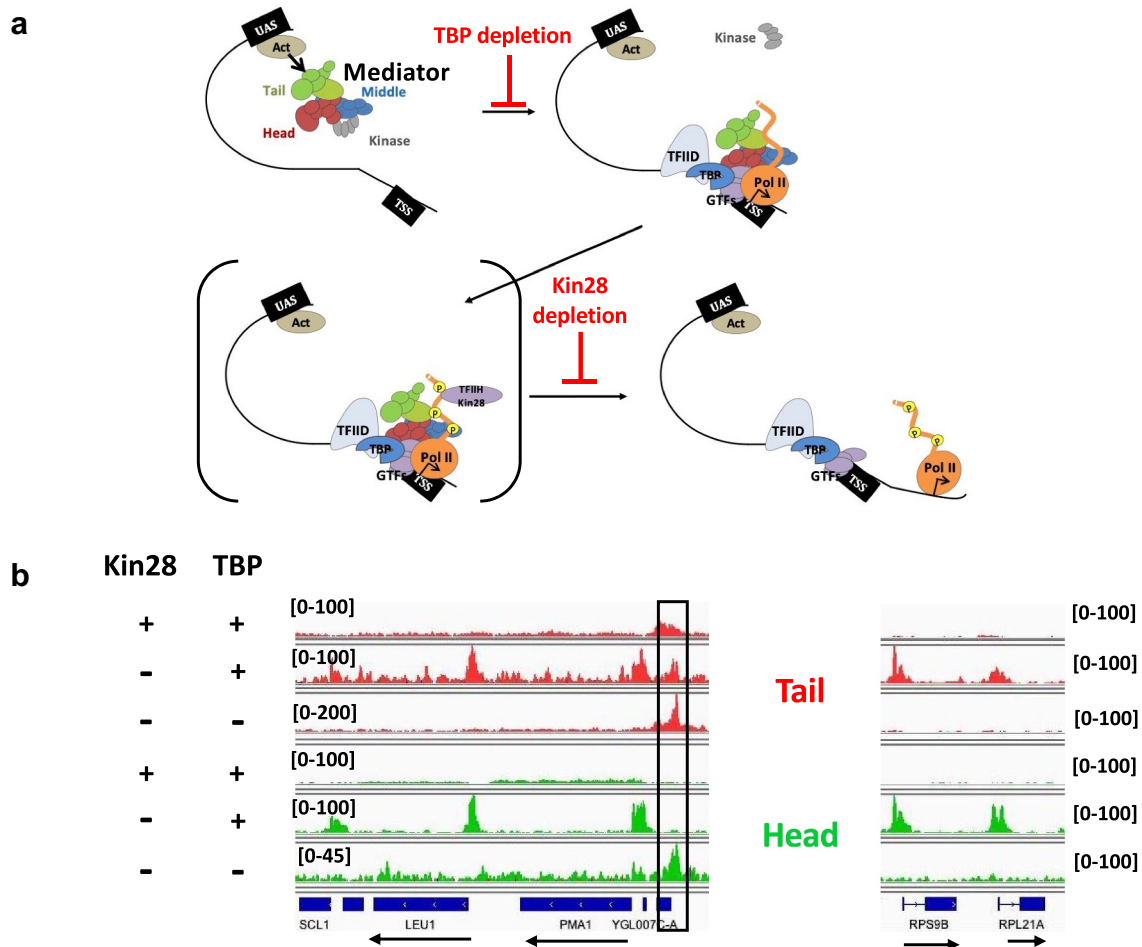 a
UAS
Act
Mediator
Tail
Middle
Head
Kinase
TSS
TBP depletion
UAS
Act
Kinase
TFIID
TBP
Pol II
GTFs
TSS
Kin28
depletion
UAS
Act
P
TFIIH
Kin28
P
P
TFIID
TBP
Pol II
GTFs
TSS
UAS
Act
P
P
P
TFIID
TBP
Pol II
GTFs
TSS
b
Kin28 TBP
+ + [0-100] [0-100]
- + [0-100] [0-100]
- - [0-200] [0-100]
Tail
+ + [0-100] [0-100]
- + [0-100] [0-100]
- - [0-45] [0-100]
Head
SCL1 LEU1 PMA1 YGL007C-A RPS9B RPL21A